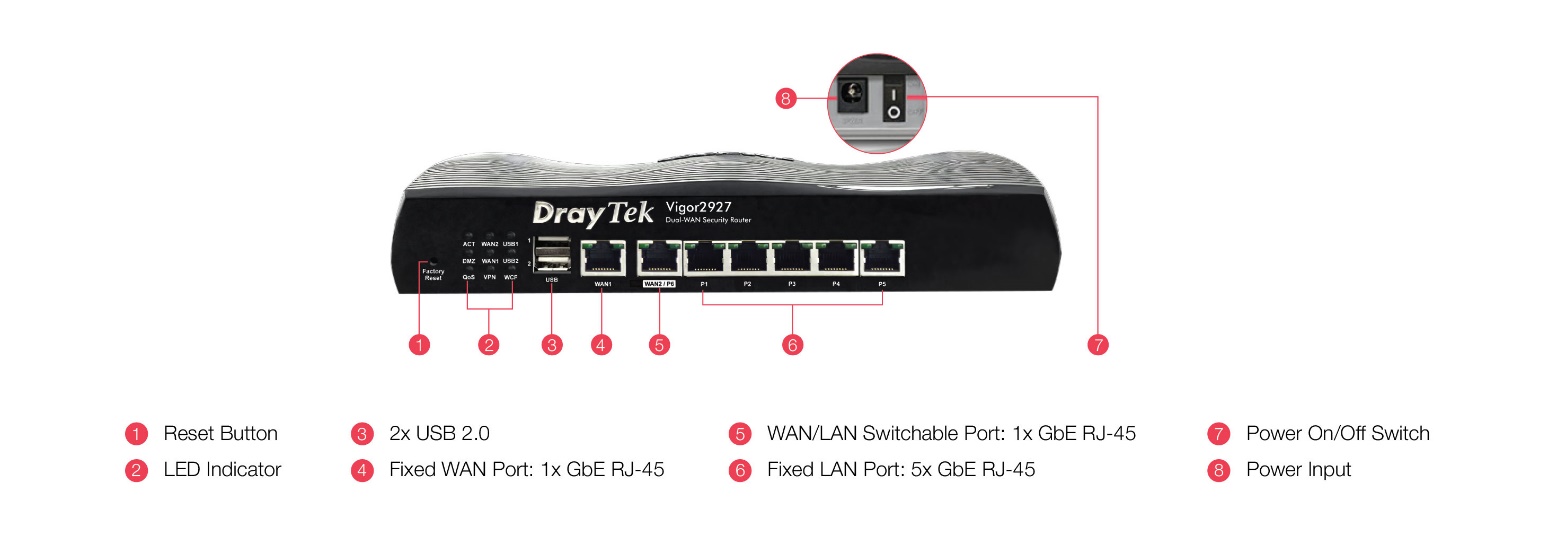 8
DrayTek Vigor2927
Dual-WAN Security Router
ACT WAN2 USB1 1
DMZ WAN1 USB2 2
Factory Reset
QoS VPN WCF
USB WAN1 WAN2 / P6 P1 P2 P3 P4 P5
1 2 3 4 5 6 7
1 Reset Button
2 LED Indicator
3 2x USB 2.0
4 Fixed WAN Port: 1x GbE RJ-45
5 WAN/LAN Switchable Port: 1x GbE RJ-45
6 Fixed LAN Port: 5x GbE RJ-45
7 Power On/Off Switch
8 Power Input